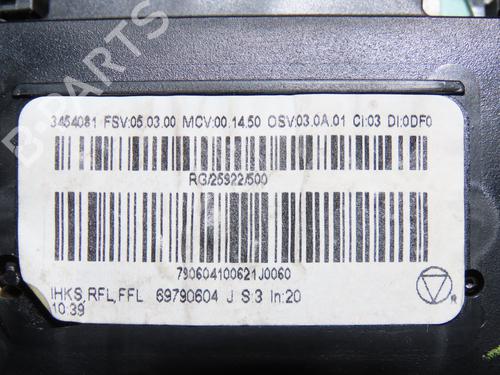 3454081 FSV:05.03.00 MCV:00.14.50 OSV:03.0A.01 CI:03 DI:0DF0
RG/25922/500
790604100621J0060
IHKS,RFL,FFL 69790604 J S:3 In:20
10:39
R
B-PARTS